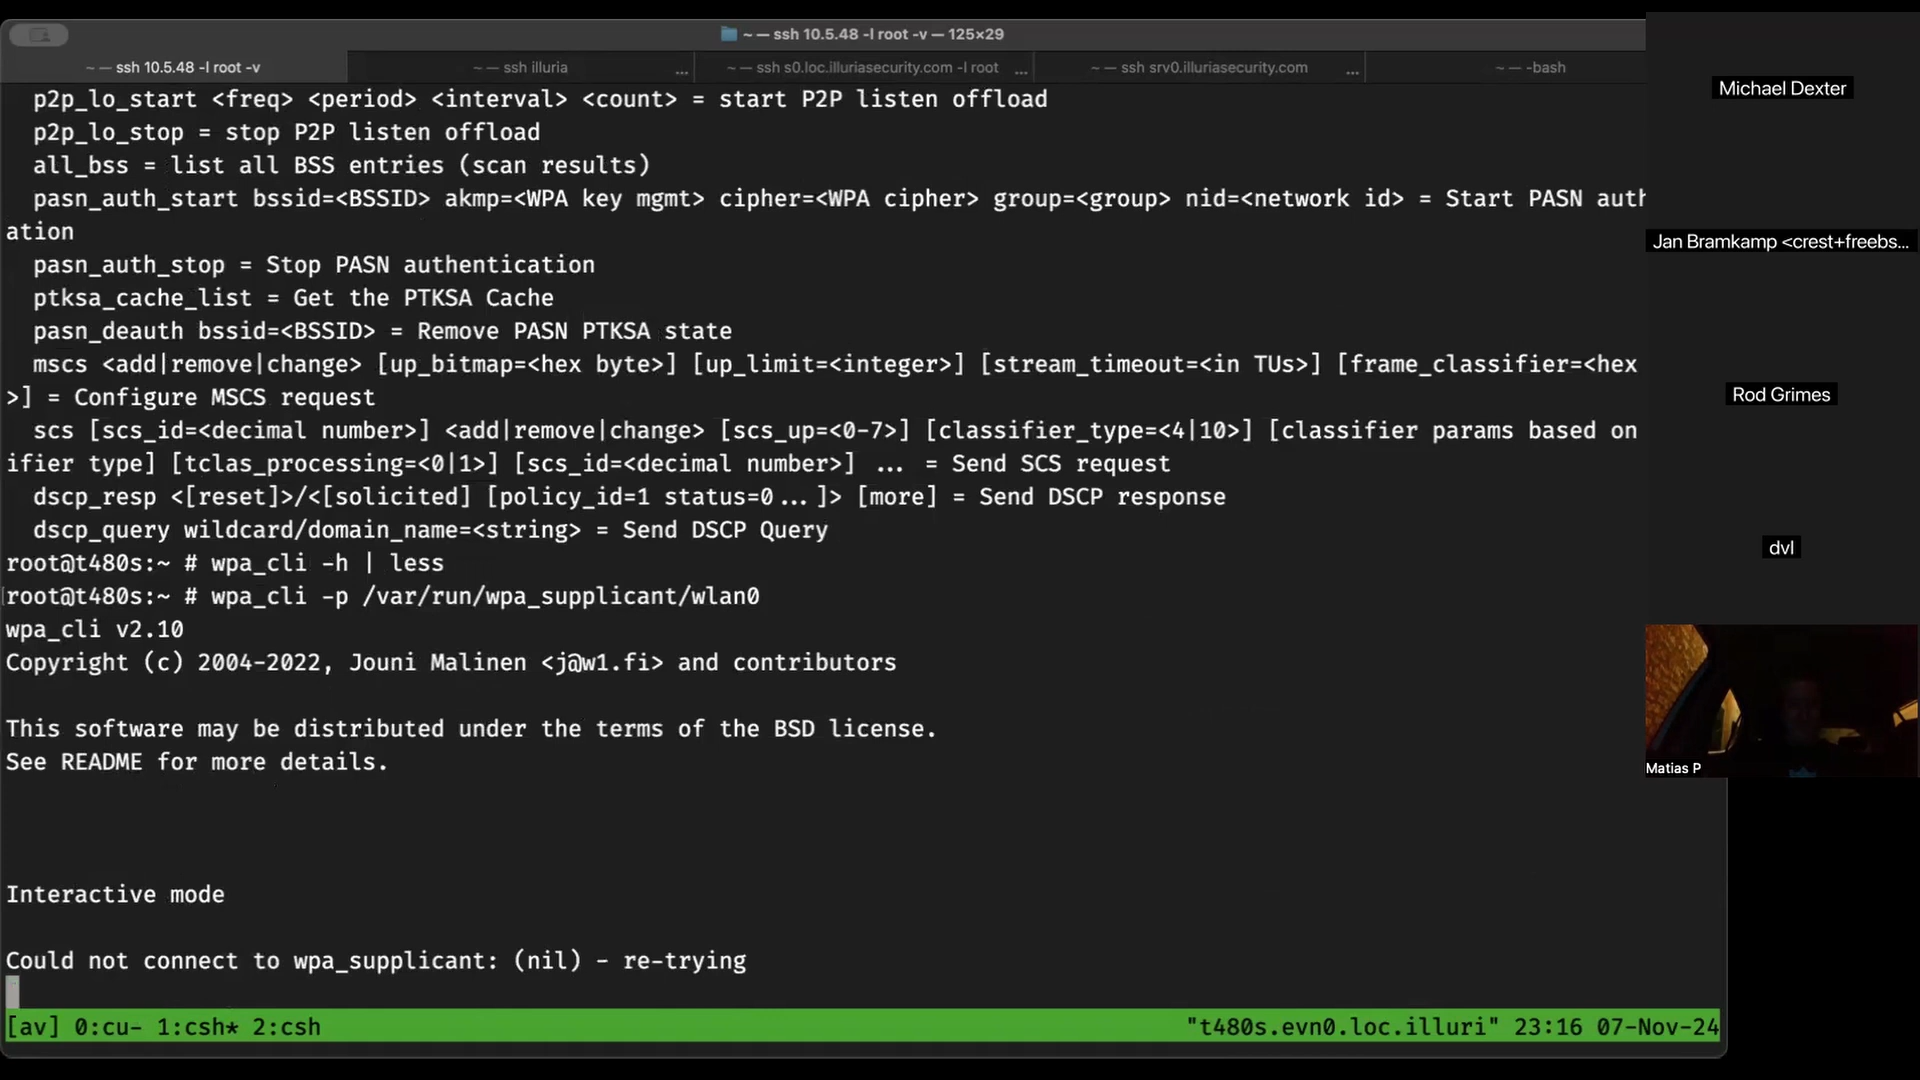 ~ — ssh 10.5.48 -l root -v — 125×29
~ — ssh 10.5.48 -l root -v
~ — ssh illuria ...
~ — ssh s0.loc.illuriasecurity.com -l root ...
~ — ssh srv0.illuriasecurity.com ...
~ — -bash
p2p_lo_start <freq> <period> <interval> <count> = start P2P listen offload
p2p_lo_stop = stop P2P listen offload
all_bss = list all BSS entries (scan results)
pasn_auth_start bssid=<BSSID> akmp=<WPA key mgmt> cipher=<WPA cipher> group=<group> nid=<network id> = Start PASN auth
ation
pasn_auth_stop = Stop PASN authentication
ptksa_cache_list = Get the PTKSA Cache
pasn_deauth bssid=<BSSID> = Remove PASN PTKSA state
mscs <add|remove|change> [up_bitmap=<hex byte>] [up_limit=<integer>] [stream_timeout=<in TUs>] [frame_classifier=<hex
>] = Configure MSCS request
scs [scs_id=<decimal number>] <add|remove|change> [scs_up=<0-7>] [classifier_type=<4|10>] [classifier params based on
ifier type] [tclas_processing=<0|1>] [scs_id=<decimal number>] ... = Send SCS request
dscp_resp <[reset]>/<[solicited] [policy_id=1 status=0...]> [more] = Send DSCP response
dscp_query wildcard/domain_name=<string> = Send DSCP Query
root@t480s:~ # wpa_cli -h | less
root@t480s:~ # wpa_cli -p /var/run/wpa_supplicant/wlan0
wpa_cli v2.10
Copyright (c) 2004-2022, Jouni Malinen <j@w1.fi> and contributors
This software may be distributed under the terms of the BSD license.
See README for more details.
Interactive mode
Could not connect to wpa_supplicant: (nil) - re-trying
[av] 0:cu- 1:csh* 2:csh
"t480s.evn0.loc.illuri" 23:16 07-Nov-24
Michael Dexter
Jan Bramkamp <crest+freebs...
Rod Grimes
dvl
Matias P